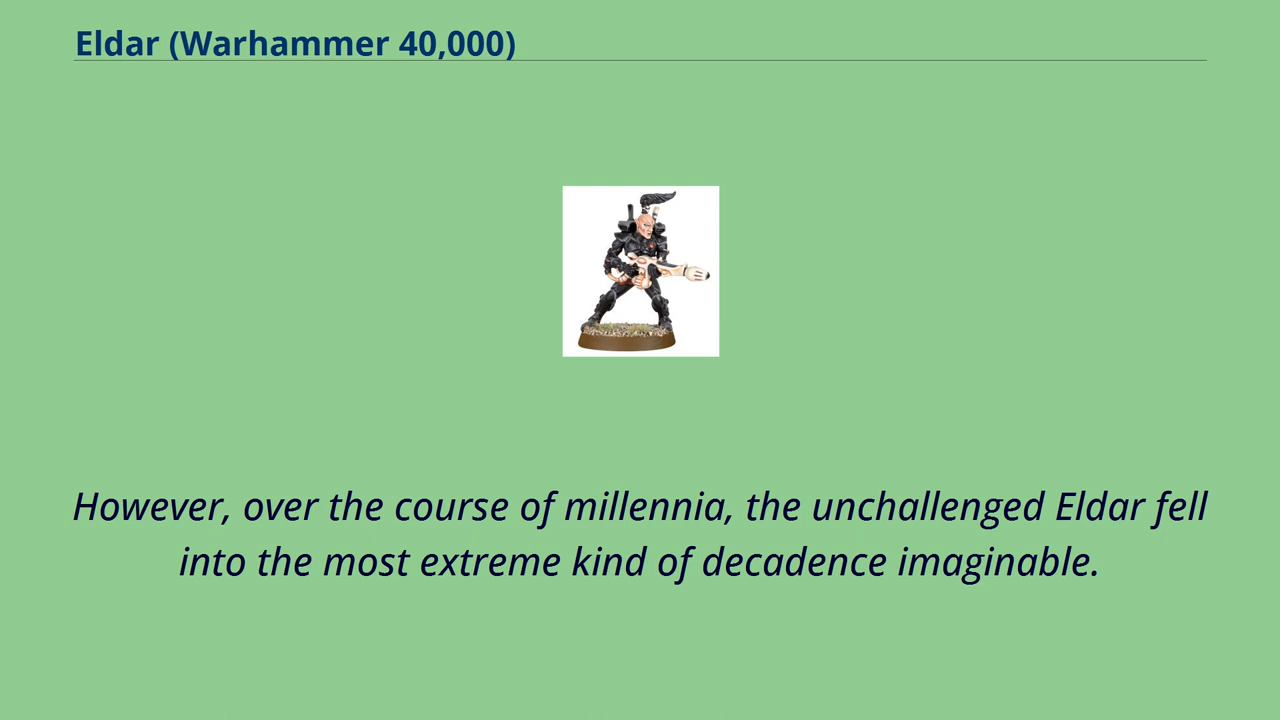 Eldar (Warhammer 40,000)
However, over the course of millennia, the unchallenged Eldar fell
into the most extreme kind of decadence imaginable.